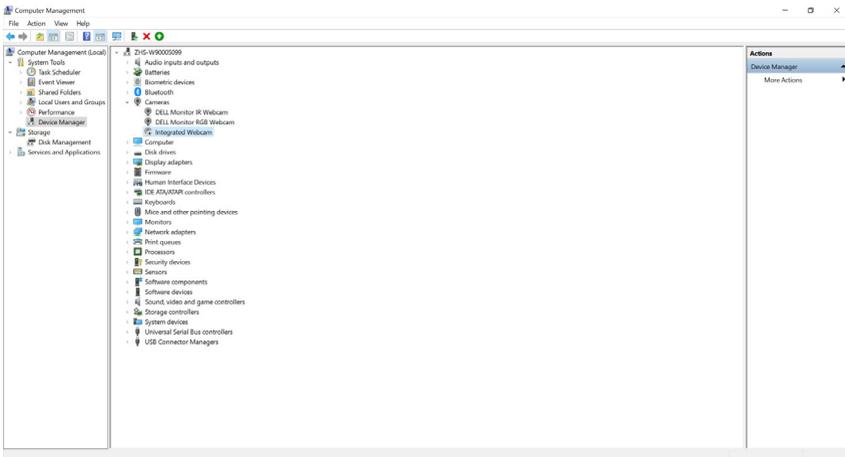 Computer Management
File Action View Help
Computer Management (Local)
System Tools
Task Scheduler
Event Viewer
Shared Folders
Local Users and Groups
Performance
Device Manager
Storage
Disk Management
Services and Applications
ZHS-W90005099
Audio inputs and outputs
Batteries
Biometric devices
Bluetooth
Cameras
DELL Monitor IR Webcam
DELL Monitor RGB Webcam
Integrated Webcam
Computer
Disk drives
Display adapters
Firmware
Human Interface Devices
IDE ATA/ATAPI controllers
Keyboards
Mice and other pointing devices
Monitors
Network adapters
Print queues
Processors
Security devices
Sensors
Software components
Software devices
Sound, video and game controllers
Storage controllers
System devices
Universal Serial Bus controllers
USB Connector Managers
Actions
Device Manager
More Actions